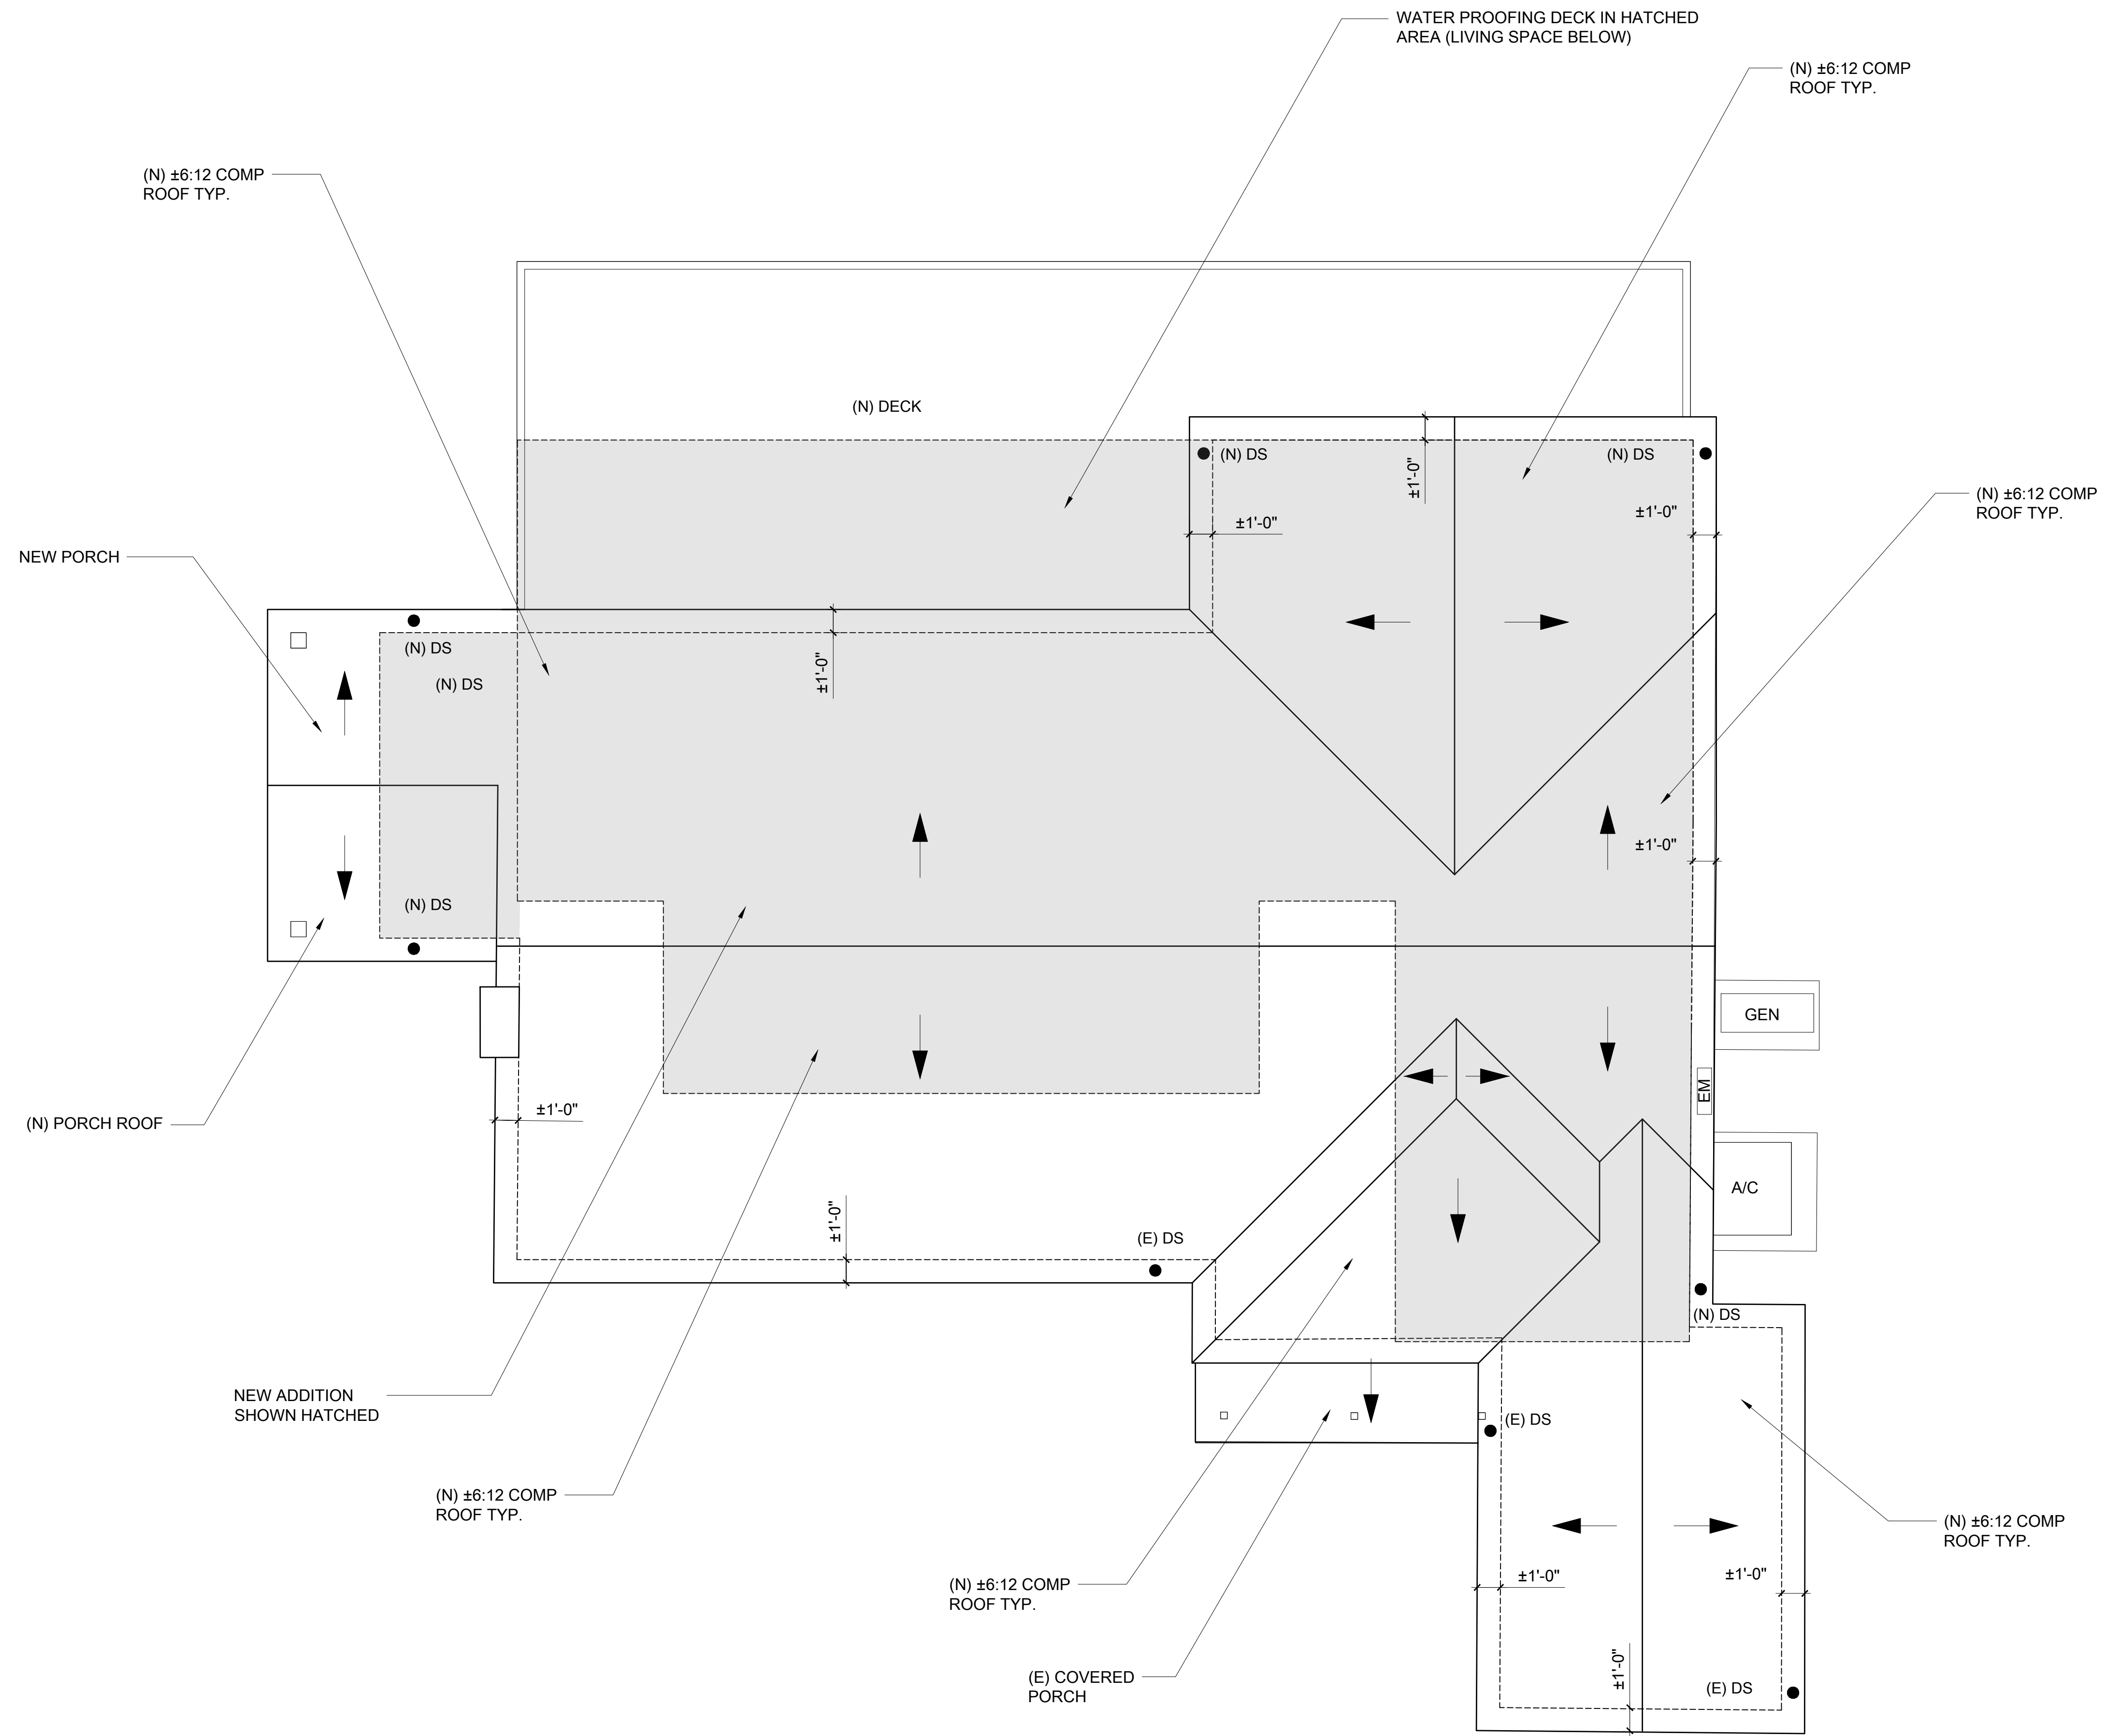 WATER PROOFING DECK IN HATCHED
AREA (LIVING SPACE BELOW)
(N) ±6:12 COMP
ROOF TYP.
(N) ±6:12 COMP
ROOF TYP.
(N) DECK
(N) DS
(N) DS
±1'-0"
±1'-0"
±1'-0"
(N) ±6:12 COMP
ROOF TYP.
NEW PORCH
(N) DS
(N) DS
±1'-0"
±1'-0"
(N) DS
GEN
EM
(N) PORCH ROOF
±1'-0"
A/C
±1'-0"
(E) DS
(N) DS
NEW ADDITION
SHOWN HATCHED
(E) DS
(N) ±6:12 COMP
ROOF TYP.
(N) ±6:12 COMP
ROOF TYP.
(N) ±6:12 COMP
ROOF TYP.
±1'-0"
±1'-0"
±1'-0"
(E) COVERED
PORCH
(E) DS